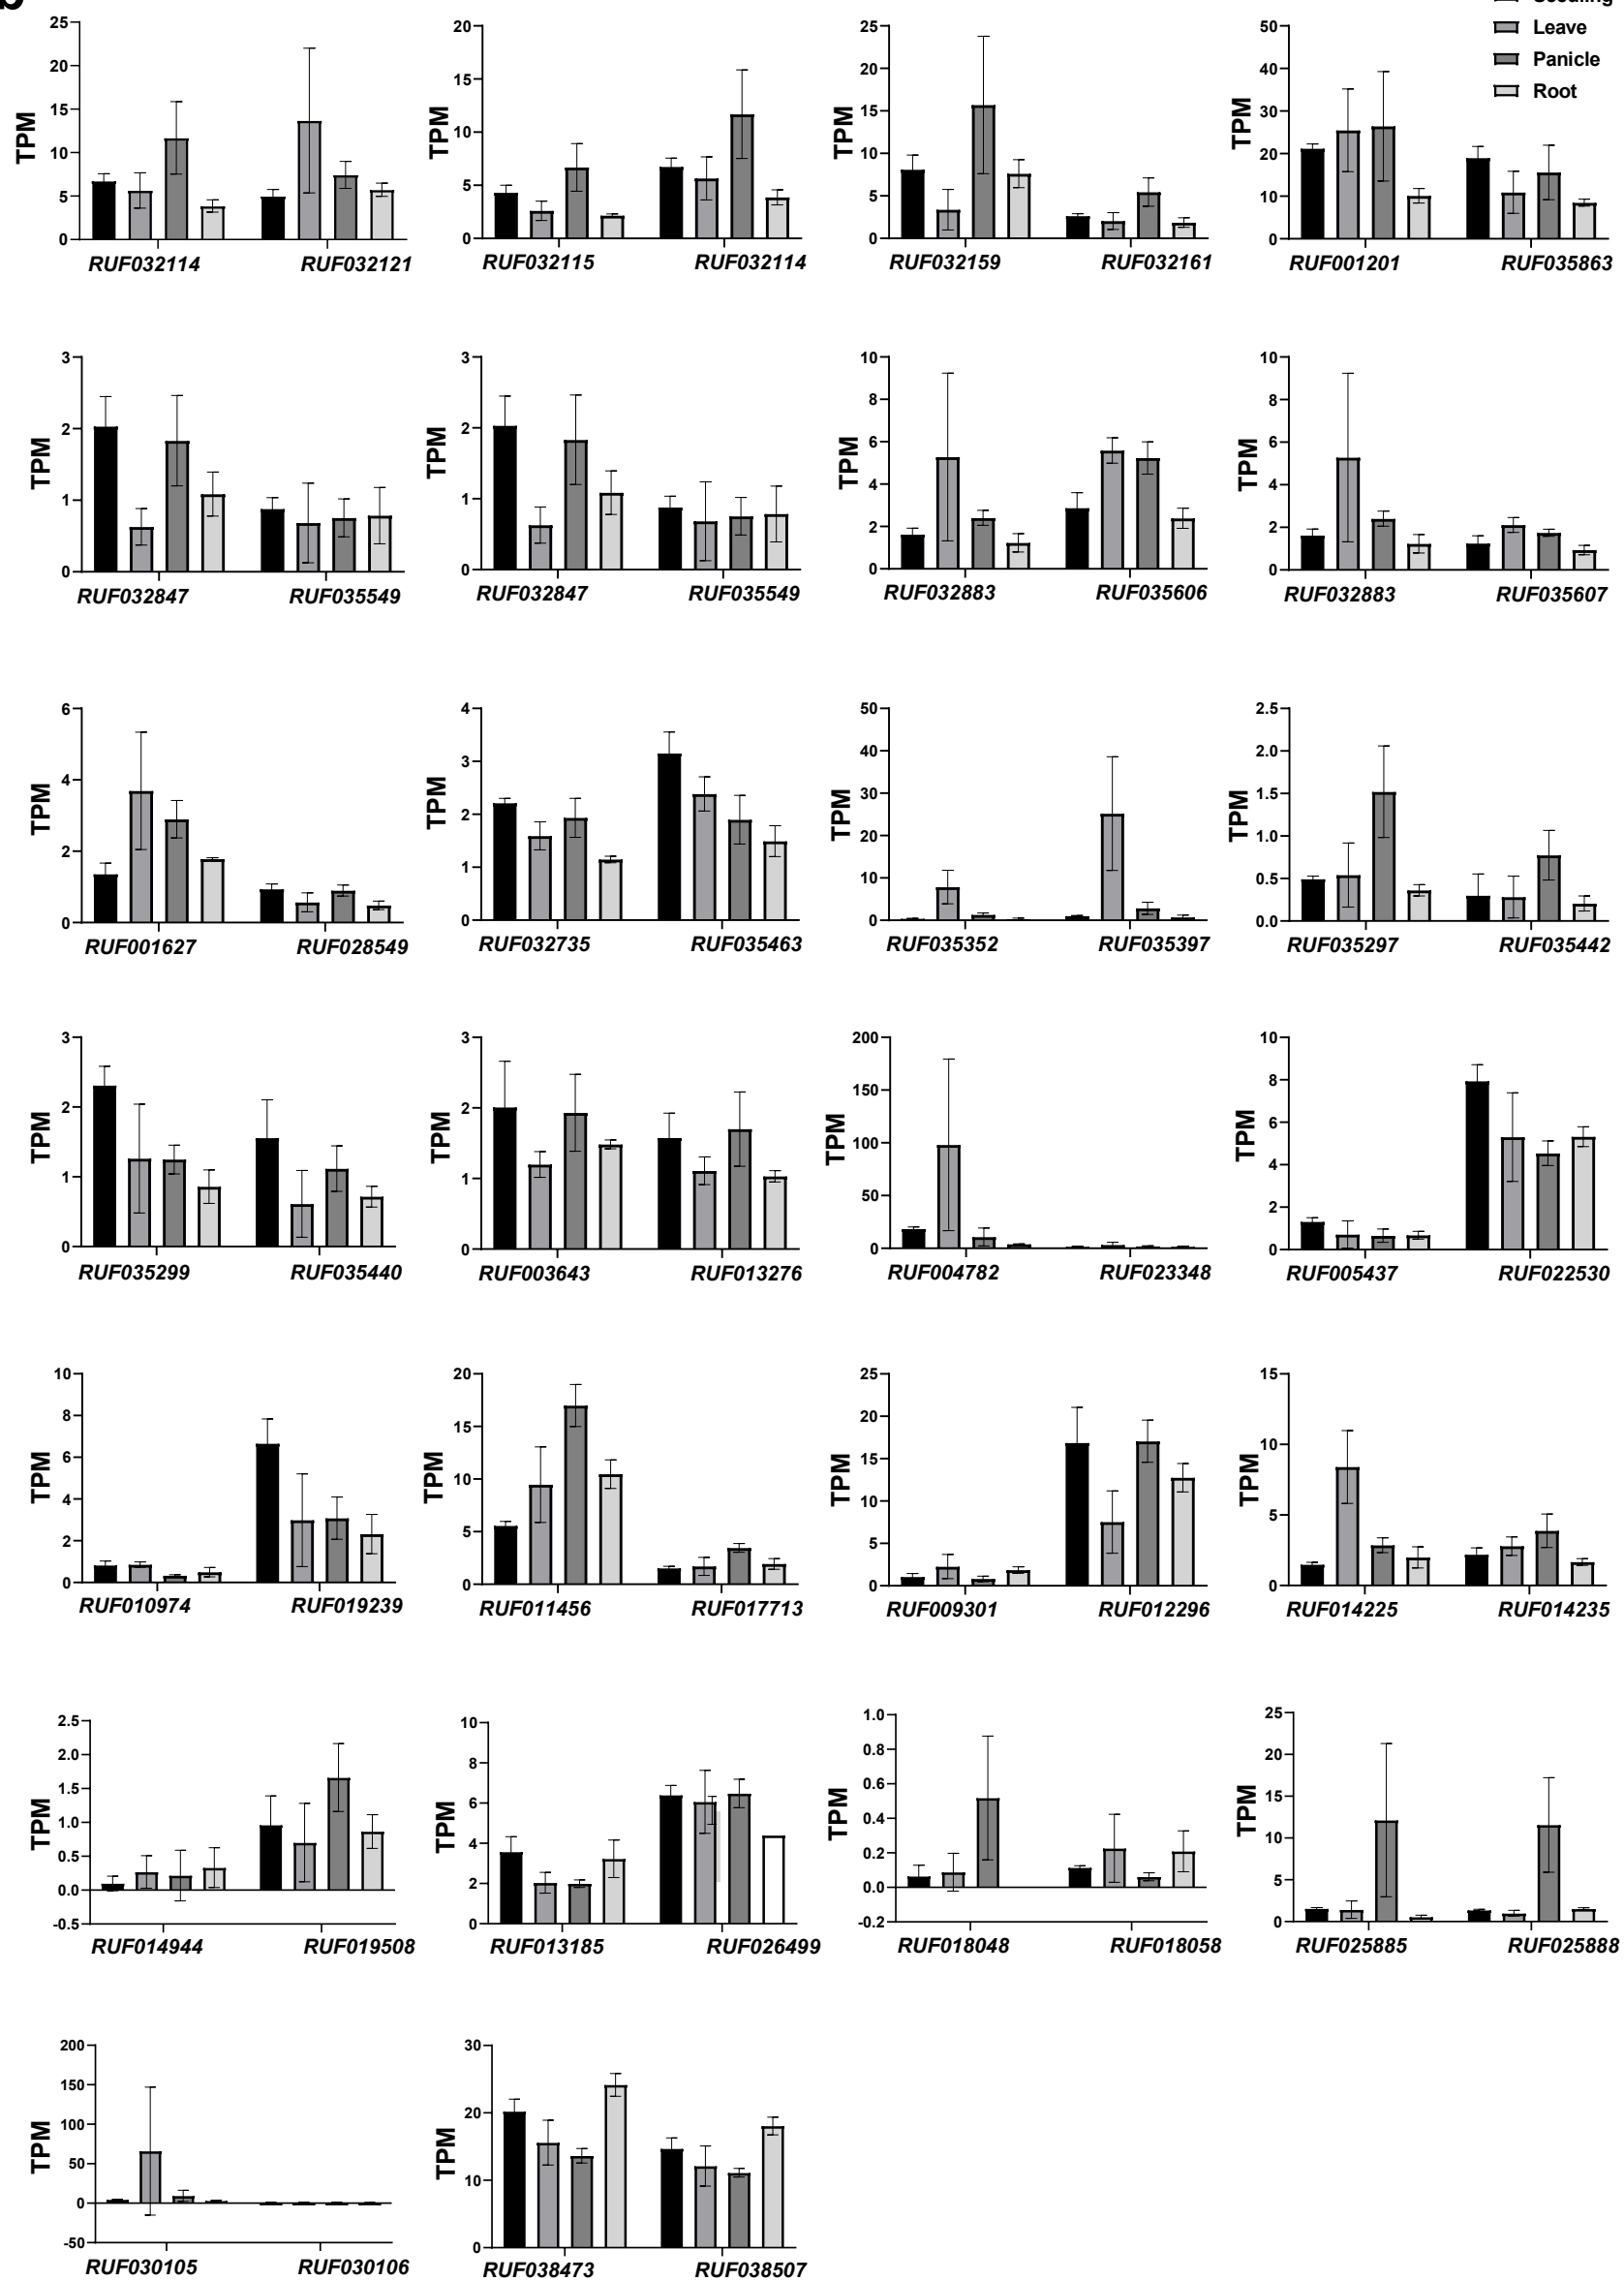 b
Seedling
Leave
Panicle
Root
25
20
15
10
5
0
TPM
RUF032114 RUF032121
20
15
10
5
0
TPM
RUF032115 RUF032114
25
20
15
10
5
0
TPM
RUF032159 RUF032161
50
40
30
20
10
0
TPM
RUF001201 RUF035863
3
2
1
0
TPM
RUF032847 RUF035549
3
2
1
0
TPM
RUF032847 RUF035549
10
8
6
4
2
0
TPM
RUF032883 RUF035606
10
8
6
4
2
0
TPM
RUF032883 RUF035607
6
4
2
0
TPM
RUF001627 RUF028549
4
3
2
1
0
TPM
RUF032735 RUF035463
50
40
30
20
10
0
TPM
RUF035352 RUF035397
2.5
2.0
1.5
1.0
0.5
0.0
TPM
RUF035297 RUF035442
3
2
1
0
TPM
RUF035299 RUF035440
3
2
1
0
TPM
RUF003643 RUF013276
200
150
100
50
0
TPM
RUF004782 RUF023348
10
8
6
4
2
0
TPM
RUF005437 RUF022530
10
8
6
4
2
0
TPM
RUF010974 RUF019239
20
15
10
5
0
TPM
RUF011456 RUF017713
25
20
15
10
5
0
TPM
RUF009301 RUF012296
15
10
5
0
TPM
RUF014225 RUF014235
2.5
2.0
1.5
1.0
0.5
0.0
-0.5
TPM
RUF014944 RUF019508
10
8
6
4
2
0
TPM
RUF013185 RUF026499
1.0
0.8
0.6
0.4
0.2
0.0
-0.2
TPM
RUF018048 RUF018058
25
20
15
10
5
0
TPM
RUF025885 RUF025888
200
150
100
50
0
-50
TPM
RUF030105 RUF030106
30
20
10
0
TPM
RUF038473 RUF038507